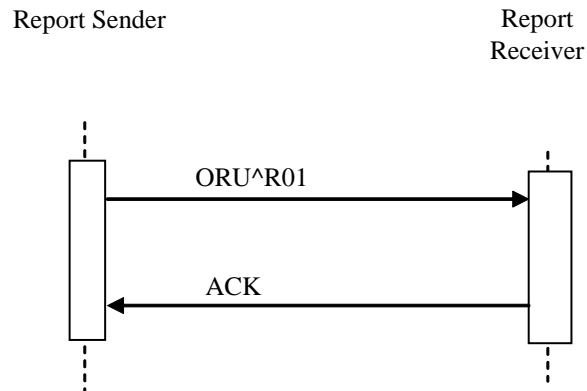 Report Sender
Report
Receiver
ORU^R01
ACK